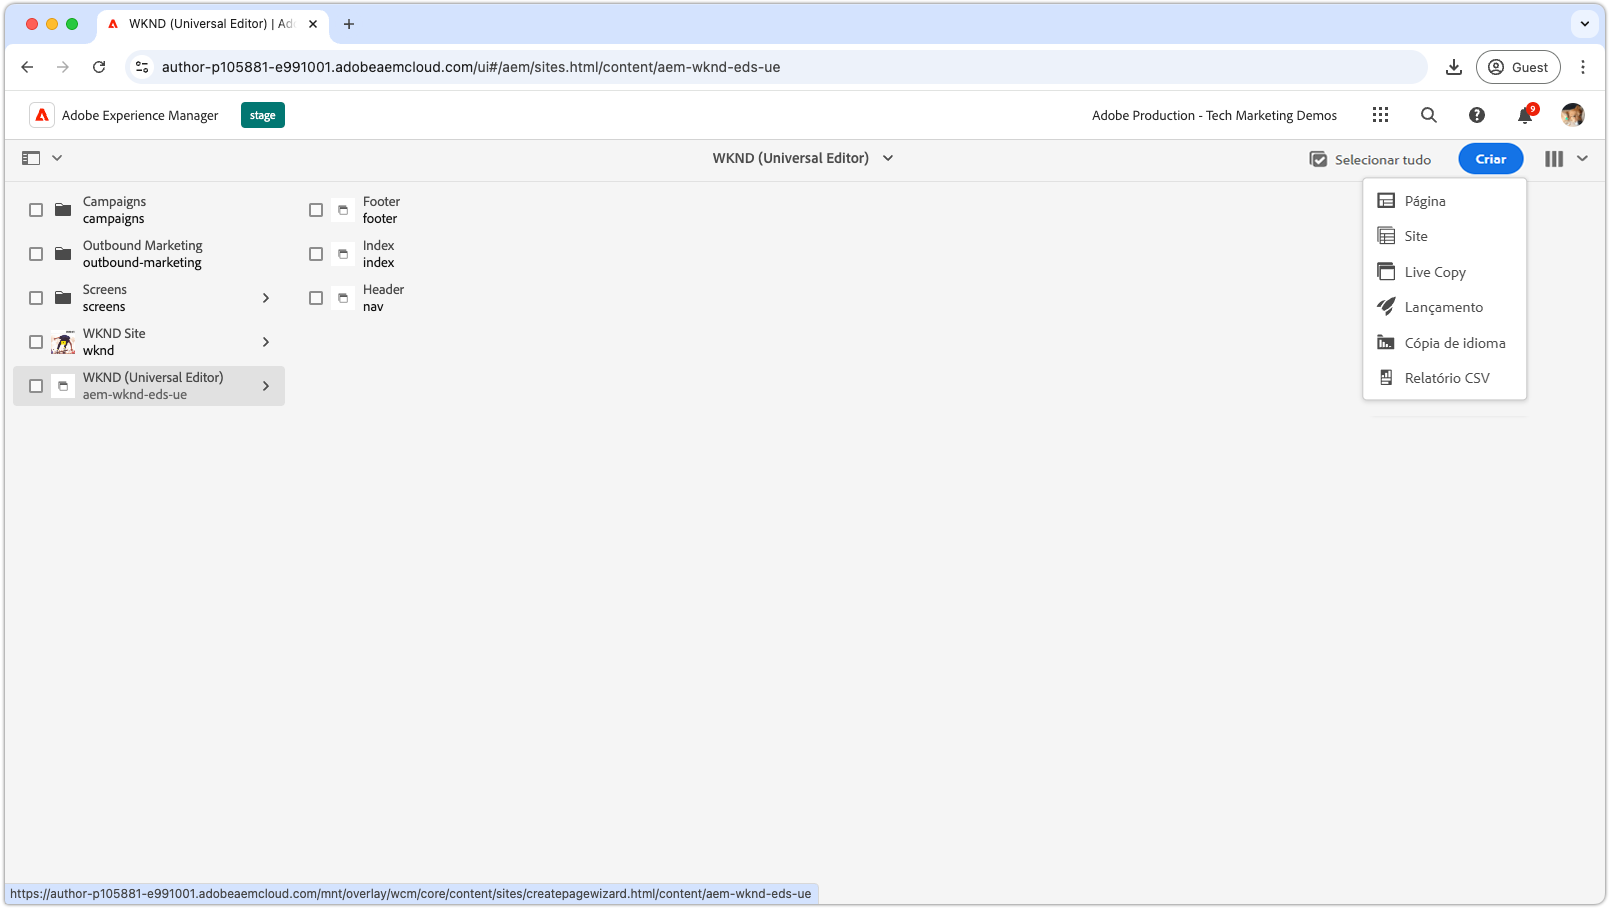 WKND (Universal Editor) | Ad
author-p105881-e991001.adobeaemcloud.com/ui#/aem/sites.html/content/aem-wknd-eds-ue
Guest
Adobe Experience Manager
stage
Adobe Production - Tech Marketing Demos
9
WKND (Universal Editor)
Selecionar tudo
Criar
Campaigns
campaigns
Outbound Marketing
outbound-marketing
Screens
screens
WKND Site
wknd
WKND (Universal Editor)
aem-wknd-eds-ue
Footer
footer
Index
index
Header
nav
Página
Site
Live Copy
Lançamento
Cópia de idioma
Relatório CSV
https://author-p105881-e991001.adobeaemcloud.com/mnt/overlay/wcm/core/content/sites/createpagewizard.html/content/aem-wknd-eds-ue